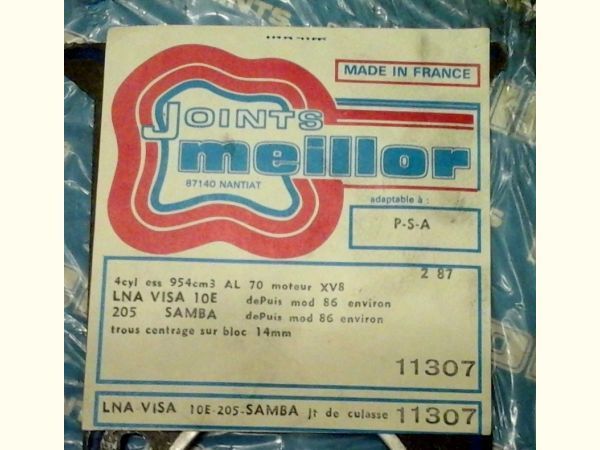 MADE IN FRANCE
JOINTS
meillor
87140 NANTIAT
adaptable à :
P-S-A
2 87
4cyl ess 954cm3 AL 70 moteur XV8
LNA VISA 10E dePuis mod 86 environ
205 SAMBA dePuis mod 86 environ
trous centrage sur bloc 14mm
11307
LNA VISA 10E-205-SAMBA jt de culasse 11307